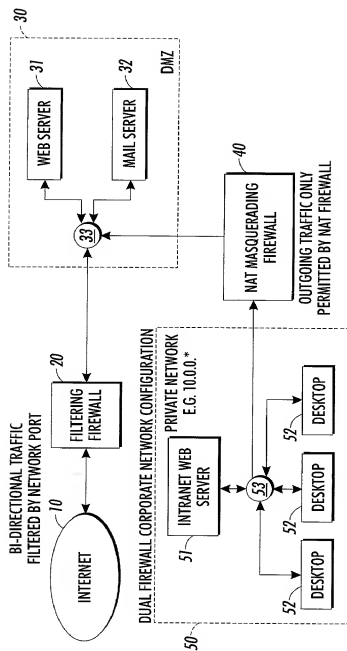 30
31
WEB SERVER
32
MAIL SERVER
33
DMZ
BI-DIRECTIONAL TRAFFIC
FILTERED BY NETWORK PORT
10
INTERNET
20
FILTERING
FIREWALL
40
NAT MASQUERADING
FIREWALL
OUTGOING TRAFFIC ONLY
PERMITTED BY NAT FIREWALL
DUAL FIREWALL CORPORATE NETWORK CONFIGURATION
PRIVATE NETWORK
E.G. 10.0.0.*
INTRANET WEB
SERVER
51
53
52
DESKTOP
52
DESKTOP
52
DESKTOP
50